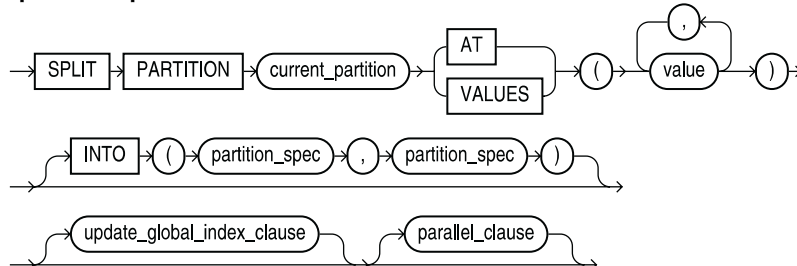 ,
AT
SPLIT PARTITION current_partition ( value )
VALUES
INTO ( partition_spec , partition_spec )
update_global_index_clause parallel_clause